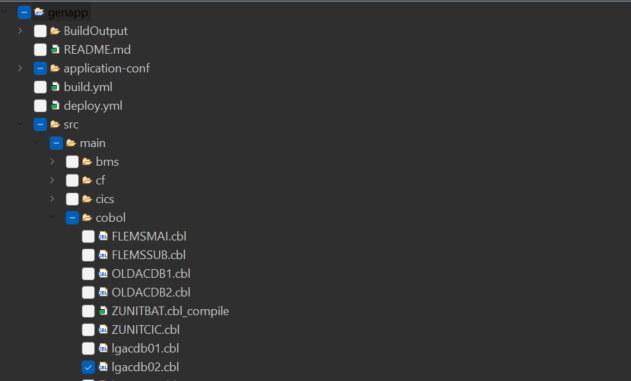 genapp
BuildOutput
README.md
application-conf
build.yml
deploy.yml
src
main
bms
cf
cics
cobol
FLEMSMAI.cbl
FLEMSSUB.cbl
OLDACDB1.cbl
OLDACDB2.cbl
ZUNITBAT.cbl_compile
ZUNITCIC.cbl
lgacdb01.cbl
lgacdb02.cbl